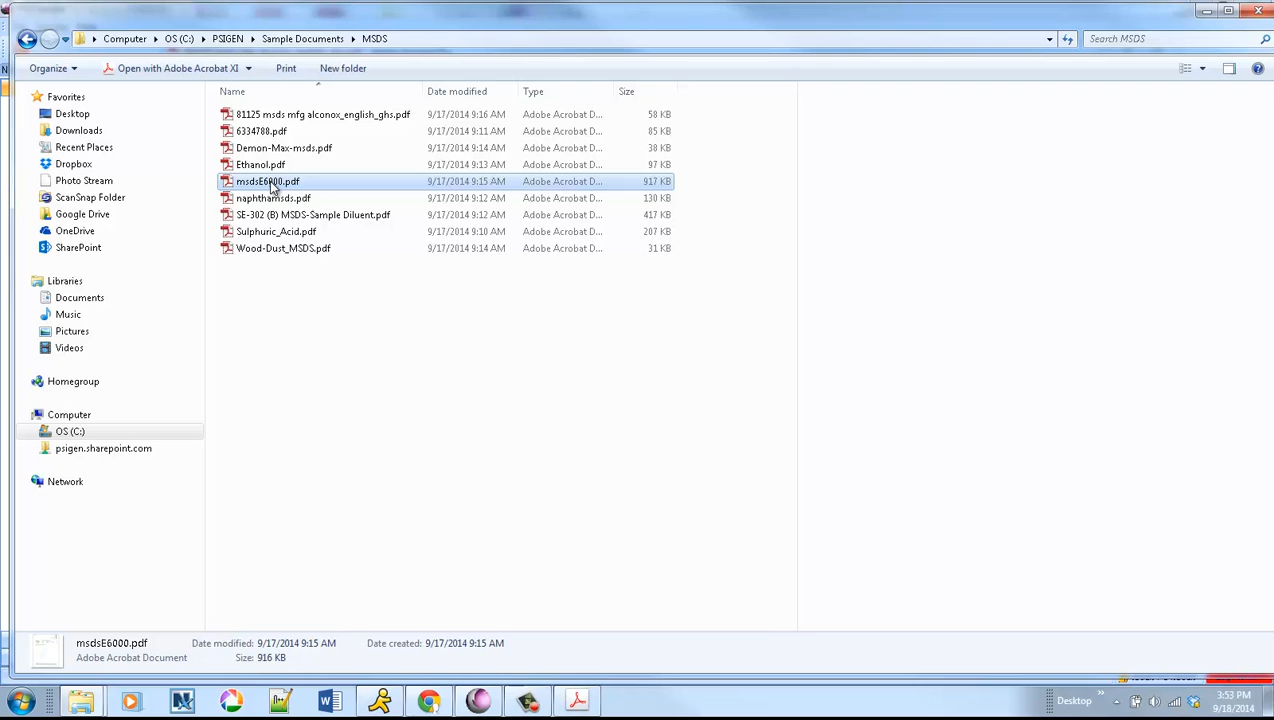 Computer OS (C:) PSIGEN Sample Documents MSDS Search MSDS
Organize Open with Adobe Acrobat XI Print New folder
Favorites
Desktop
Downloads
Recent Places
Dropbox
Photo Stream
ScanSnap Folder
Google Drive
OneDrive
SharePoint
Libraries
Documents
Music
Pictures
Videos
Homegroup
Computer
OS (C:)
psigen.sharepoint.com
Network
Name Date modified Type Size
81125 msds mfg alconox_english_ghs.pdf 9/17/2014 9:16 AM Adobe Acrobat D... 58 KB
6334788.pdf 9/17/2014 9:11 AM Adobe Acrobat D... 85 KB
Demon-Max-msds.pdf 9/17/2014 9:14 AM Adobe Acrobat D... 38 KB
Ethanol.pdf 9/17/2014 9:13 AM Adobe Acrobat D... 97 KB
msdsE6000.pdf 9/17/2014 9:15 AM Adobe Acrobat D... 917 KB
naphthamsds.pdf 9/17/2014 9:12 AM Adobe Acrobat D... 130 KB
SE-302 (B) MSDS-Sample Diluent.pdf 9/17/2014 9:12 AM Adobe Acrobat D... 417 KB
Sulphuric_Acid.pdf 9/17/2014 9:10 AM Adobe Acrobat D... 207 KB
Wood-Dust_MSDS.pdf 9/17/2014 9:14 AM Adobe Acrobat D... 31 KB
msdsE6000.pdf Date modified: 9/17/2014 9:15 AM Date created: 9/17/2014 9:15 AM
Adobe Acrobat Document Size: 916 KB
Desktop 3:53 PM
9/18/2014